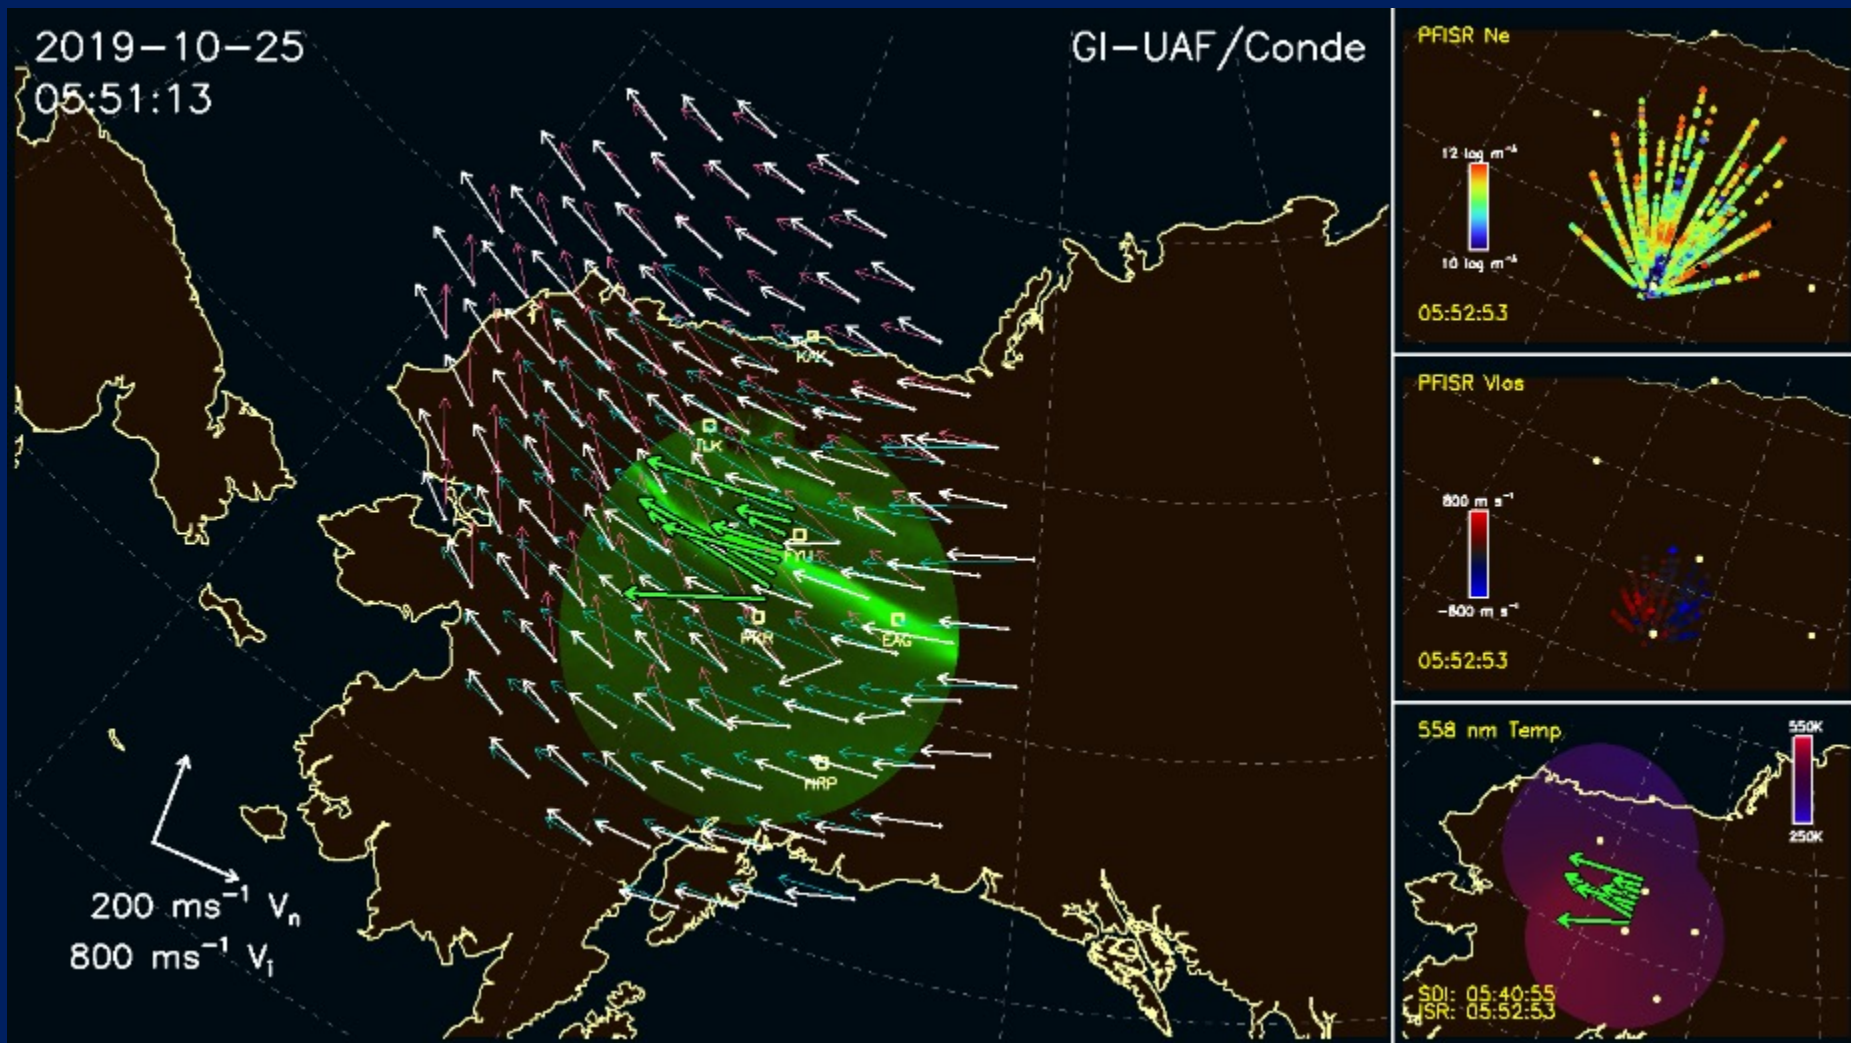 2019-10-25
05:51:13
GI-UAF/Conde
KAK
TLK
FYU
PKR
EAG
HRP
200 ms⁻¹ Vn
800 ms⁻¹ Vi
PFISR Ne
12 log m⁻³
10 log m⁻³
05:52:53
PFISR Vlos
800 m s⁻¹
-800 m s⁻¹
05:52:53
558 nm Temp
550K
250K
SDI: 05:40:55
ISR: 05:52:53